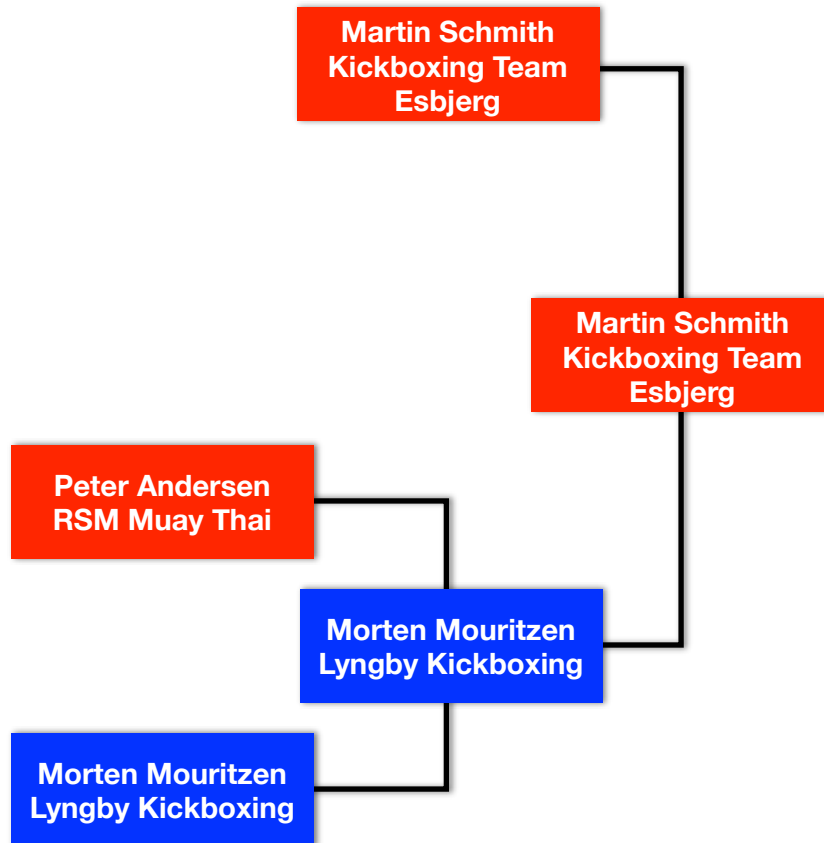 Martin Schmith
Kickboxing Team
Esbjerg
Martin Schmith
Kickboxing Team
Esbjerg
Peter Andersen
RSM Muay Thai
Morten Mouritzen
Lyngby Kickboxing
Morten Mouritzen
Lyngby Kickboxing